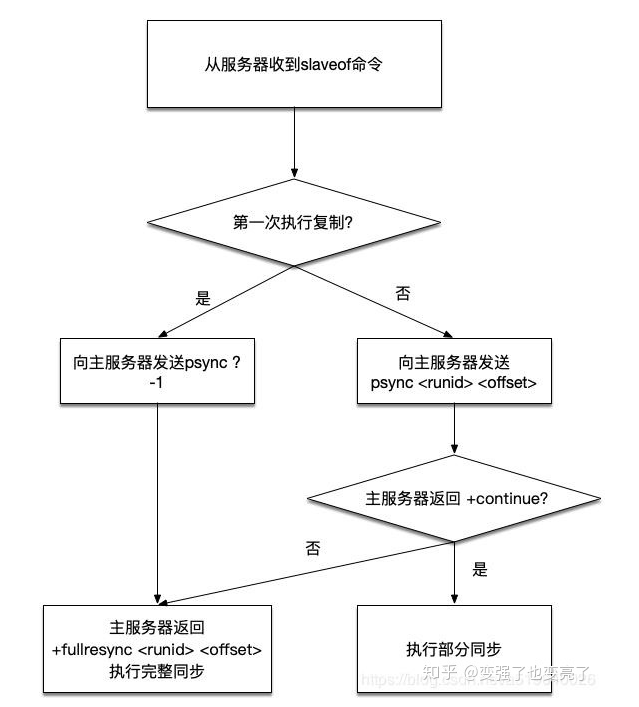 从服务器收到slaveof命令
第一次执行复制?
是
否
向主服务器发送psync ?
-1
向主服务器发送
psync <runid> <offset>
主服务器返回 +continue?
否
是
主服务器返回
+fullresync <runid> <offset>
执行完整同步
执行部分同步
知乎 @变强了也变亮了